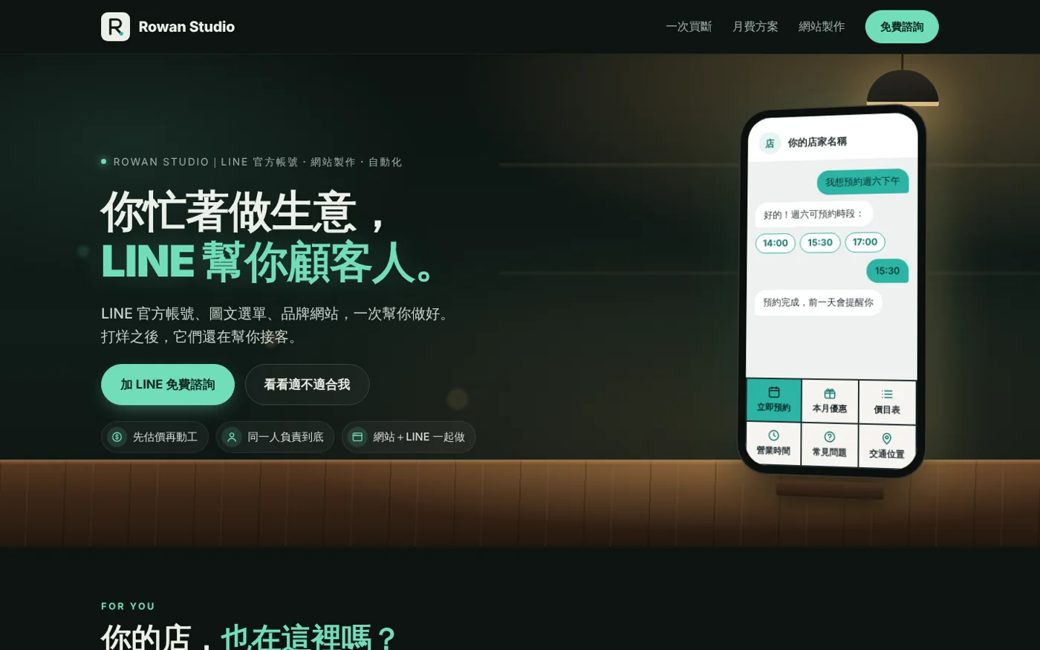 R Rowan Studio
一次買斷 月費方案 網站製作 免費諮詢
ROWAN STUDIO｜LINE 官方帳號・網站製作・自動化
你忙著做生意，
LINE 幫你顧客人。
LINE 官方帳號、圖文選單、品牌網站，一次幫你做好。
打烊之後，它們還在幫你接客。
加 LINE 免費諮詢 看看適不適合我
先估價再動工 同一人負責到底 網站＋LINE 一起做
店 你的店家名稱
我想預約週六下午
好的！週六可預約時段：
14:00 15:30 17:00
15:30
預約完成，前一天會提醒你
立即預約 本月優惠 價目表
營業時間 常見問題 交通位置
FOR YOU
你的店，也在這裡嗎？